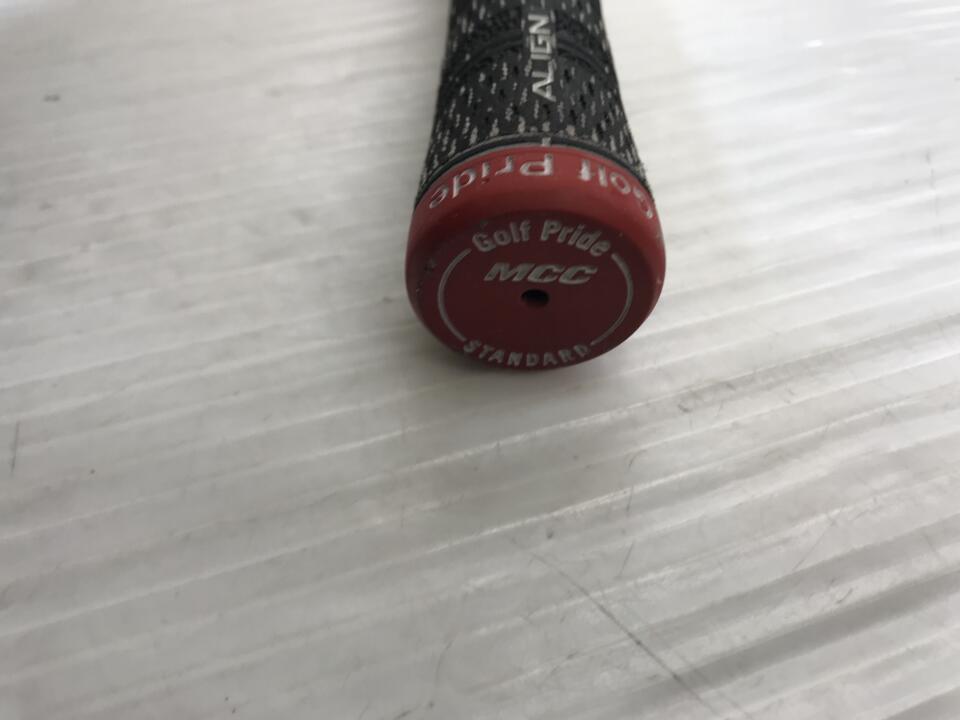 ALIGN
Golf Pride
Golf Pride
MCC
STANDARD